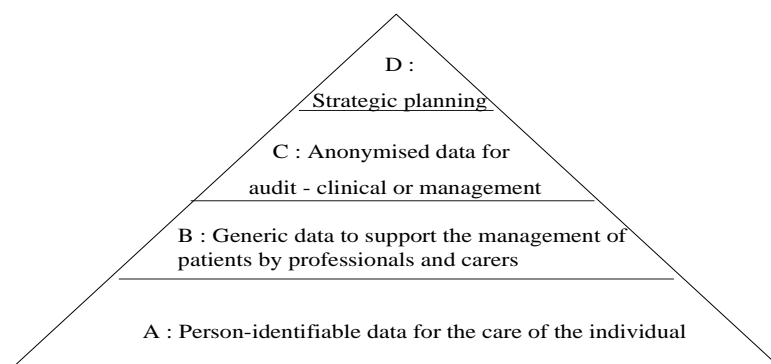 D :
Strategic planning
C : Anonymised data for
audit - clinical or management
B : Generic data to support the management of
patients by professionals and carers
A : Person-identifiable data for the care of the individual